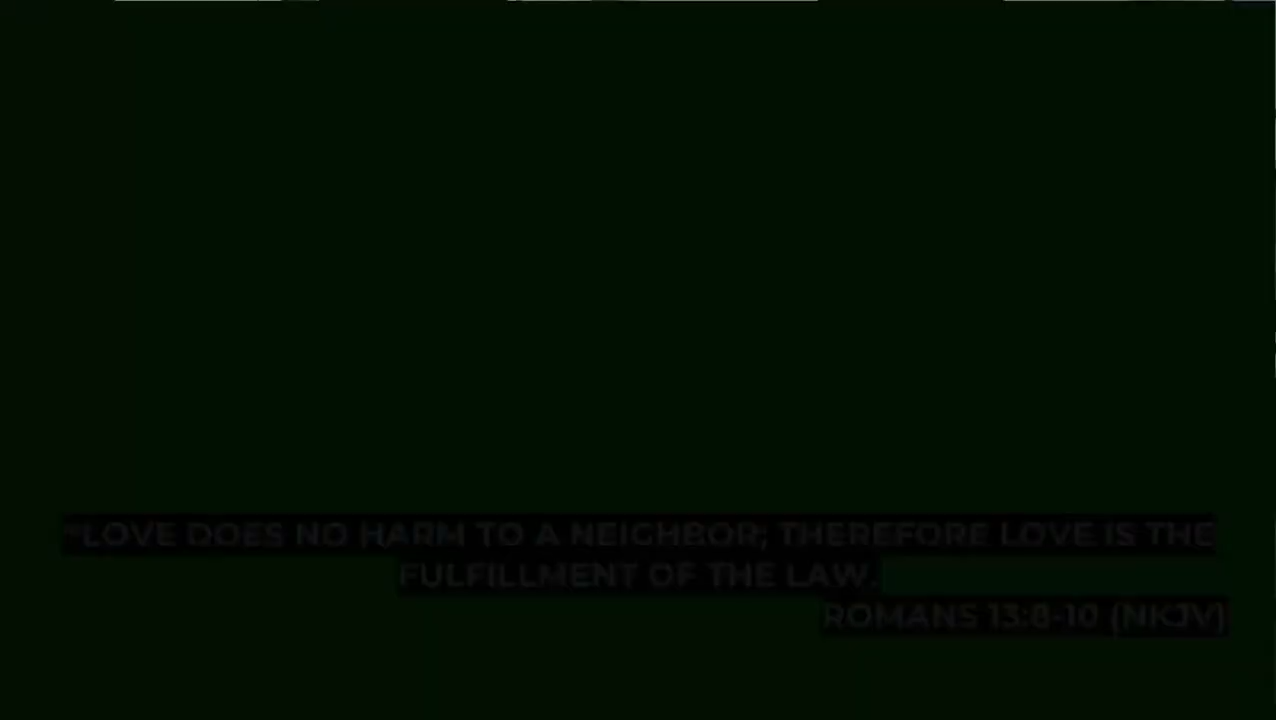 "LOVE DOES NO HARM TO A NEIGHBOR; THEREFORE LOVE IS THE
FULFILLMENT OF THE LAW.
ROMANS 13:8-10 (NKJV)